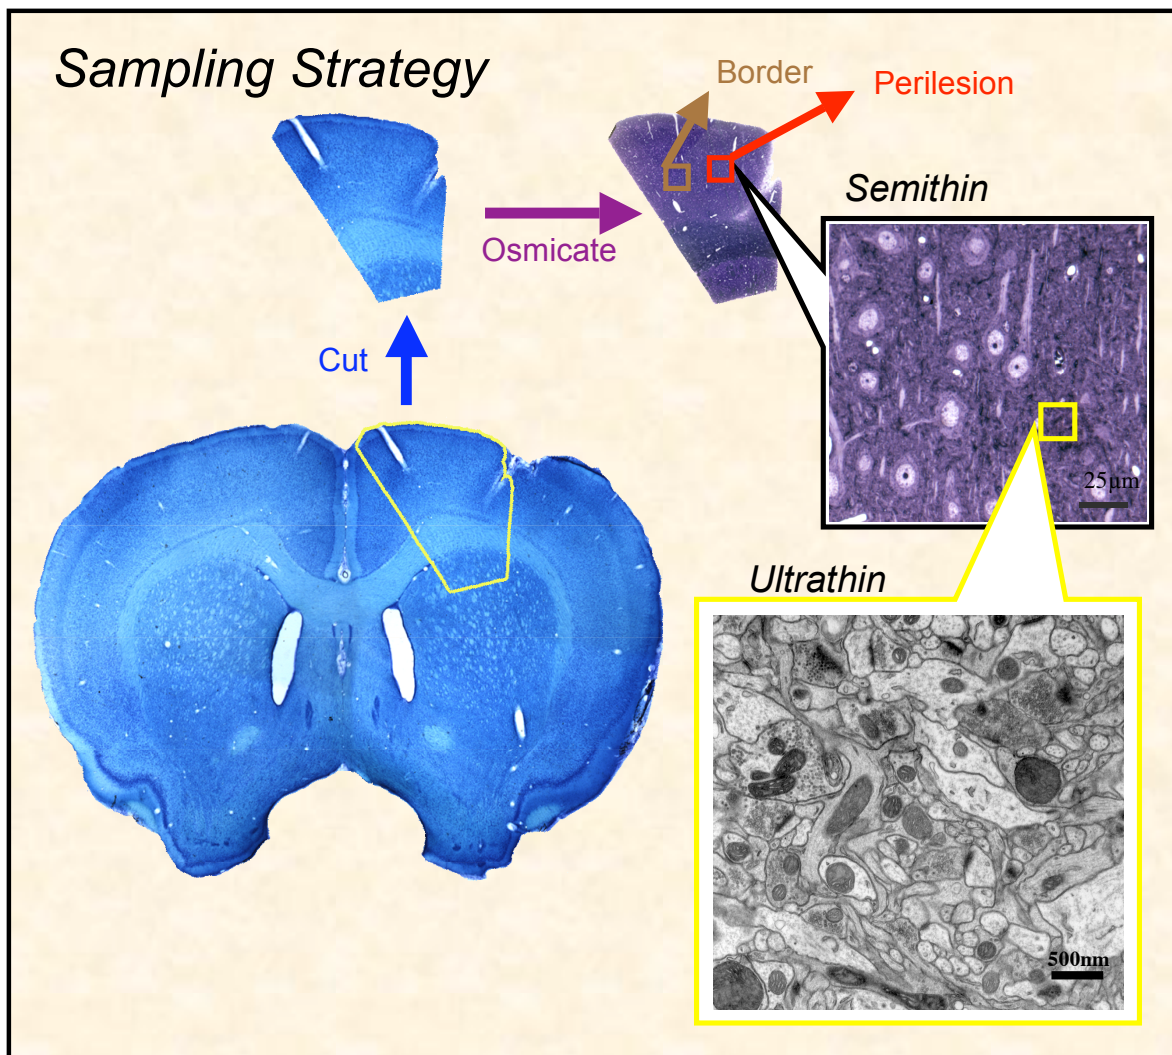 Sampling Strategy
Border
Perilesion
Semithin
Osmicate
Cut
25µm
Ultrathin
500nm